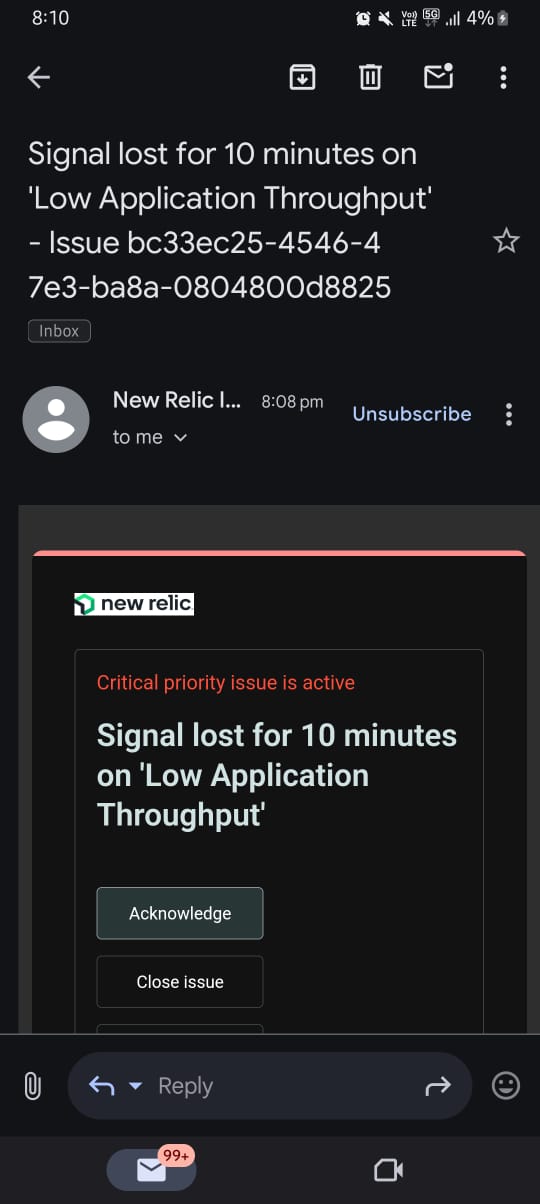 8:10 Vo) LTE 5G 4%
Signal lost for 10 minutes on
'Low Application Throughput'
- Issue bc33ec25-4546-4
7e3-ba8a-0804800d8825
Inbox
New Relic I... 8:08 pm Unsubscribe
to me
new relic
Critical priority issue is active
Signal lost for 10 minutes
on 'Low Application
Throughput'
Acknowledge
Close issue
Reply
99+